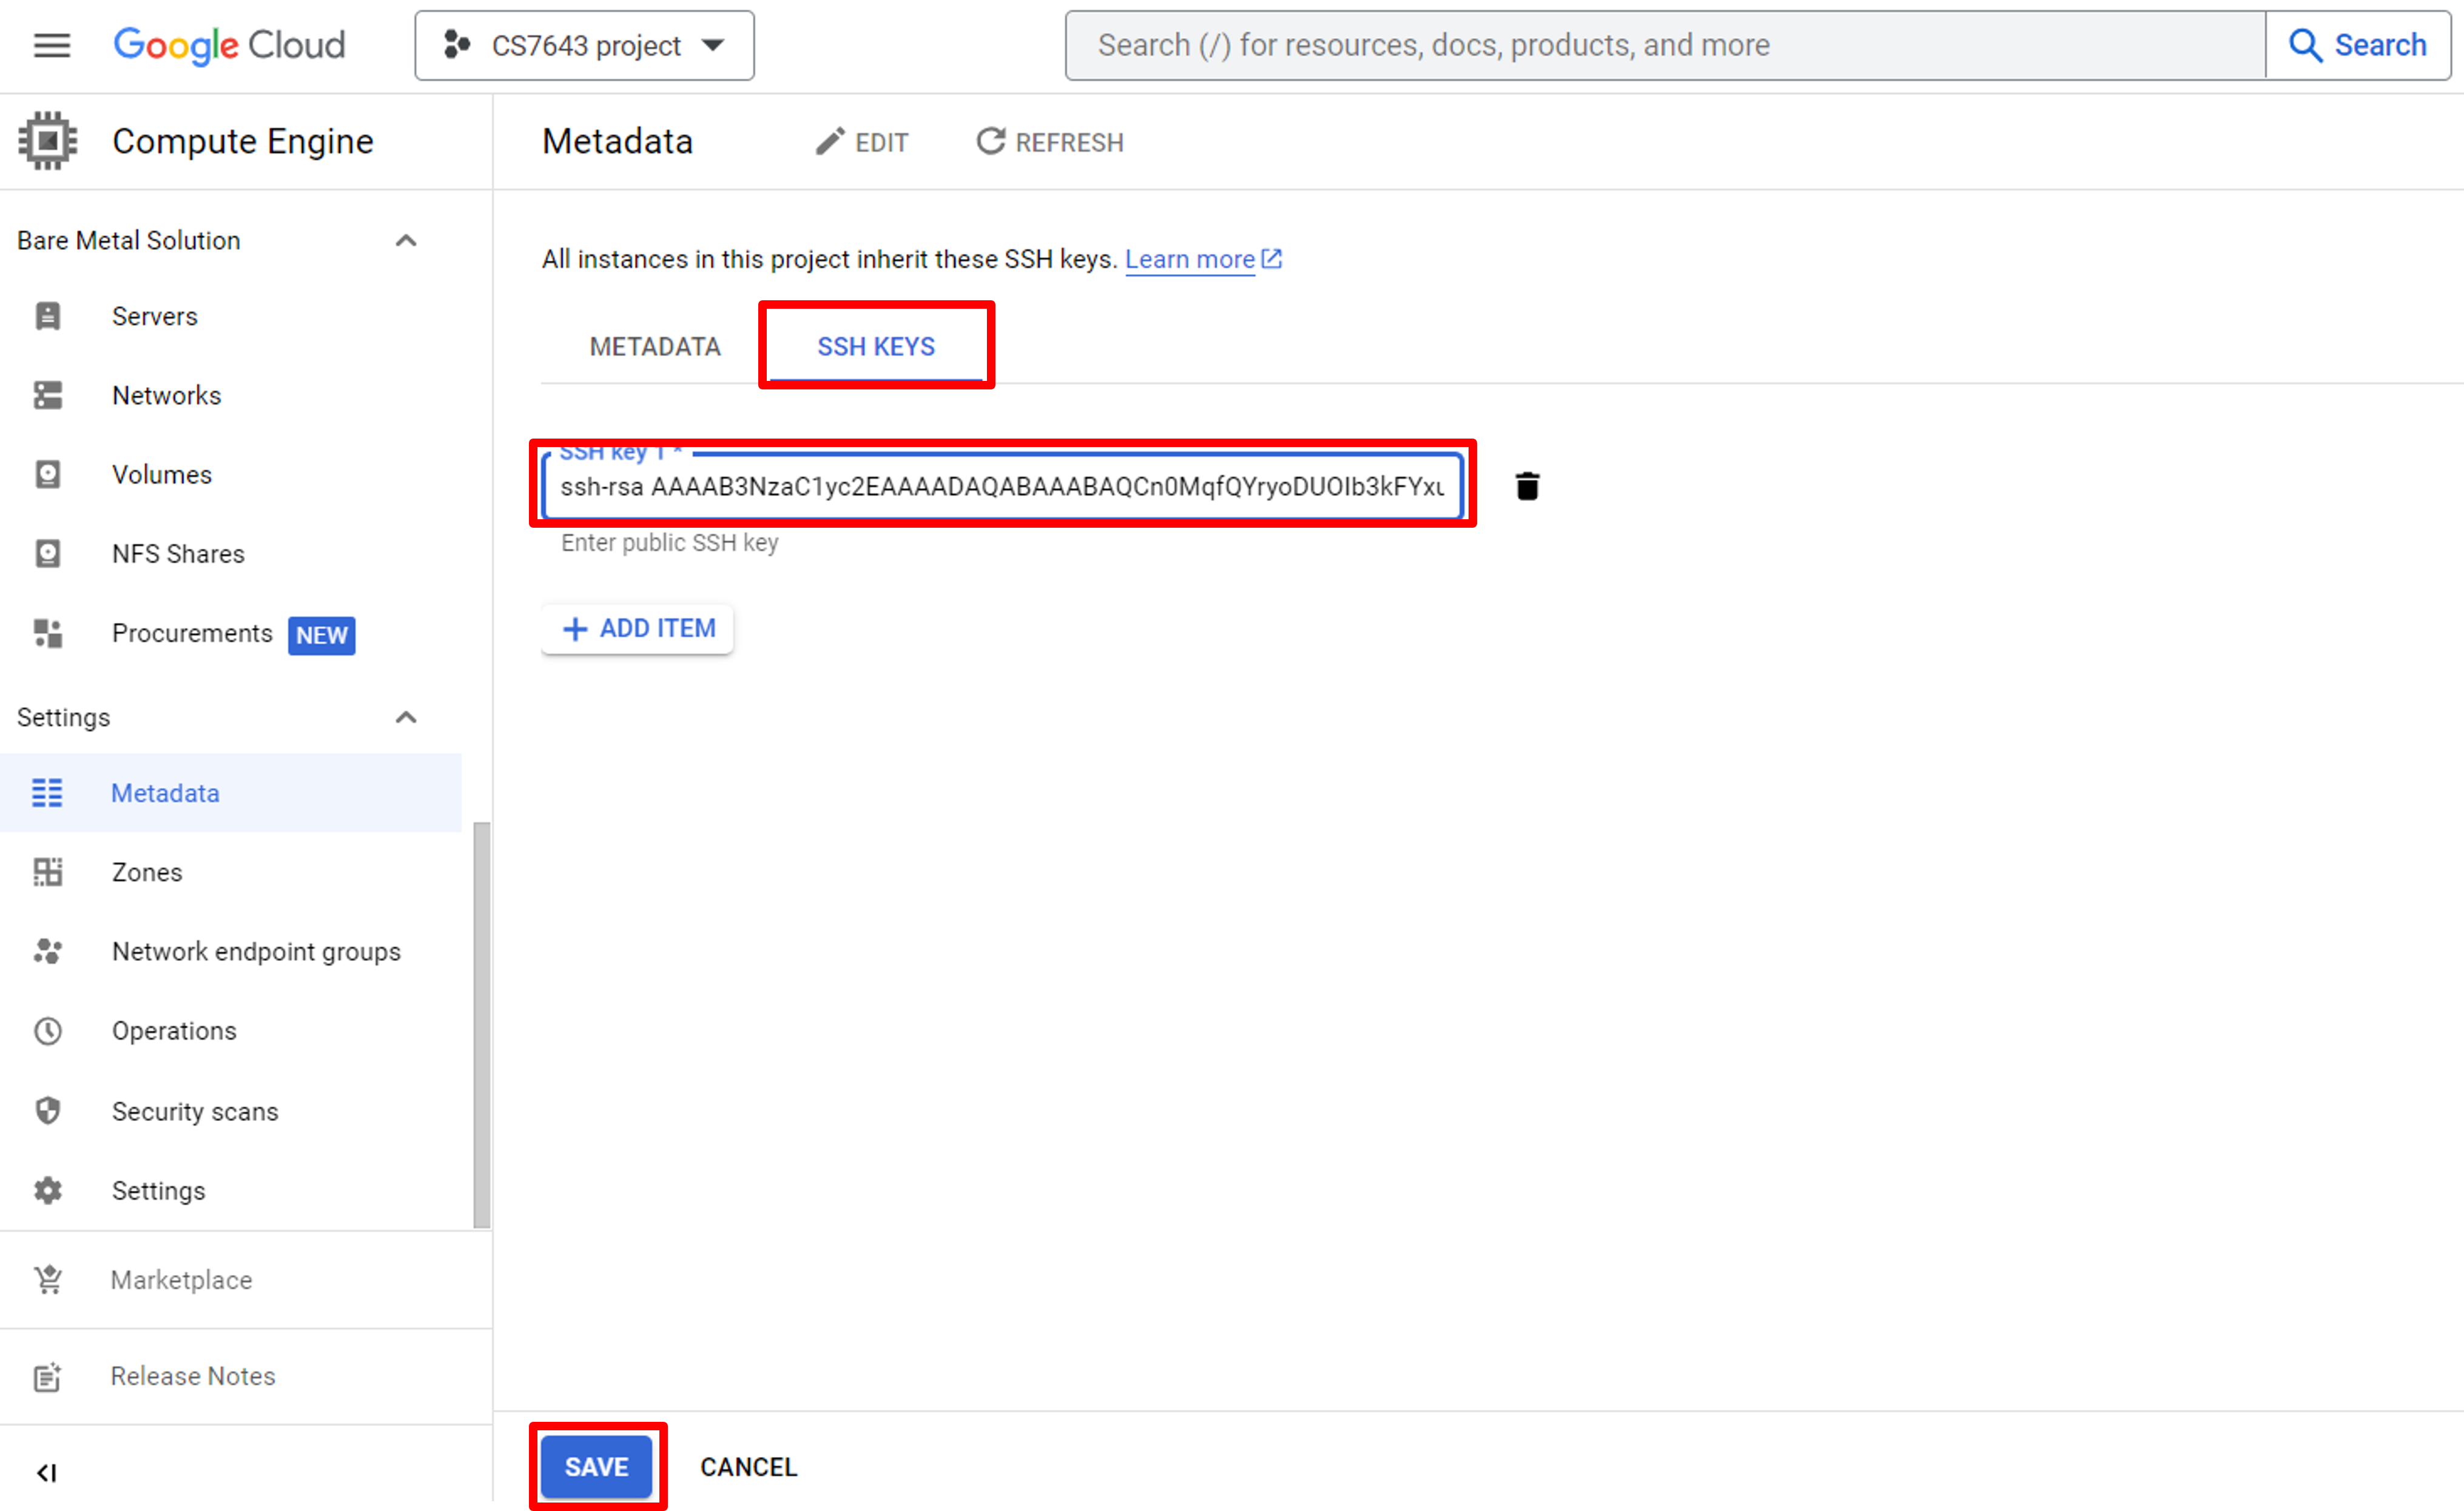 Google Cloud
CS7643 project
Search (/) for resources, docs, products, and more
Search
Compute Engine
Metadata
EDIT
REFRESH
Bare Metal Solution
Servers
Networks
Volumes
NFS Shares
Procurements NEW
Settings
Metadata
Zones
Network endpoint groups
Operations
Security scans
Settings
Marketplace
Release Notes
All instances in this project inherit these SSH keys. Learn more
METADATA
SSH KEYS
SSH key 1 *
ssh-rsa AAAAB3NzaC1yc2EAAAADAQABAAABAQCn0MqfQYryoDUOIb3kFYxu
Enter public SSH key
+ ADD ITEM
SAVE
CANCEL